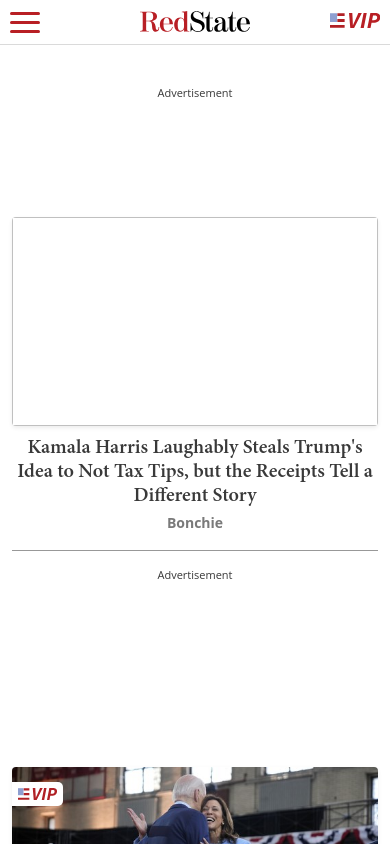 RedState
VIP
Advertisement
Kamala Harris Laughably Steals Trump's
Idea to Not Tax Tips, but the Receipts Tell a
Different Story
Bonchie
Advertisement
VIP